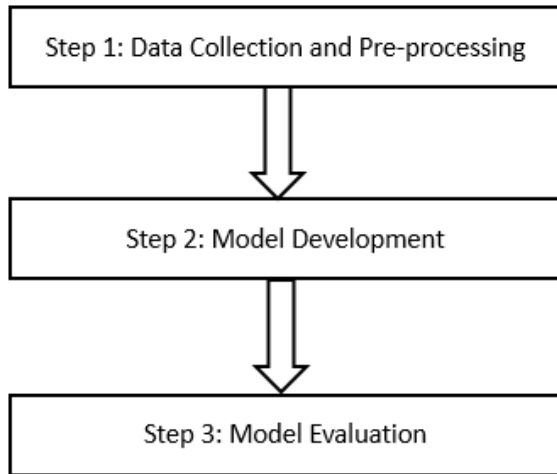 Step 1: Data Collection and Pre-processing
Step 2: Model Development
Step 3: Model Evaluation